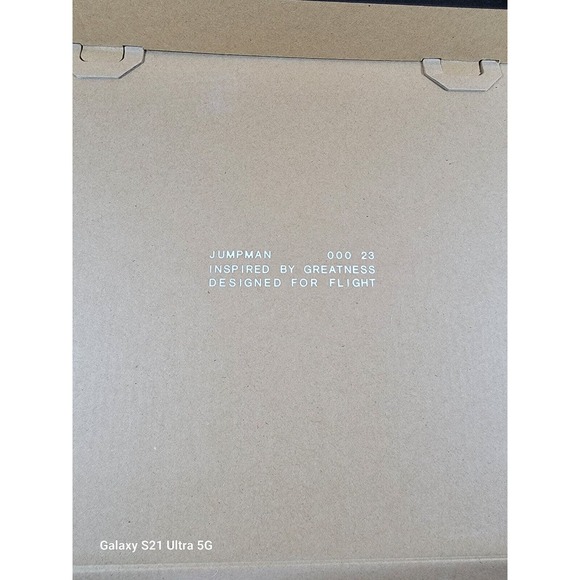 JUMPMAN 000 23
INSPIRED BY GREATNESS
DESIGNED FOR FLIGHT
Galaxy S21 Ultra 5G